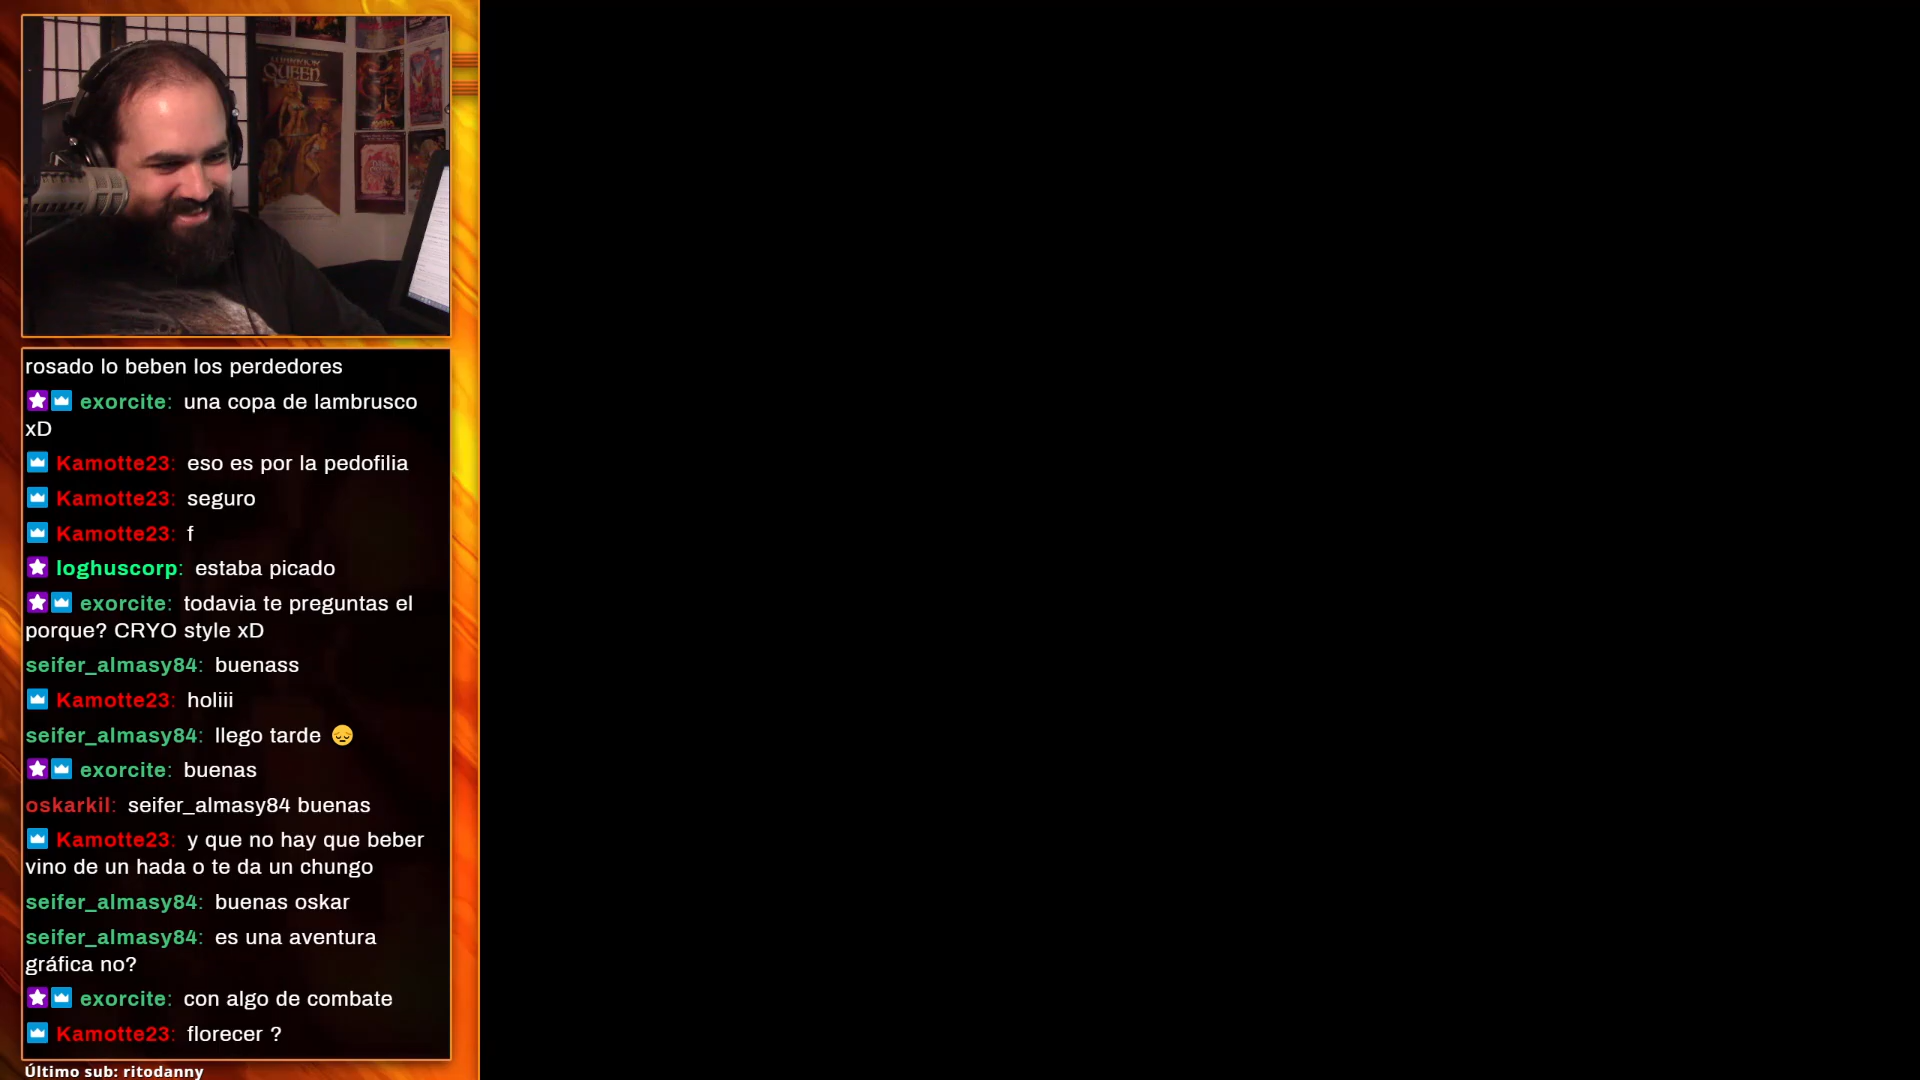 WARRIOR
QUEEN
rosado lo beben los perdedores
exorcite: una copa de lambrusco
xD
Kamotte23: eso es por la pedofilia
Kamotte23: seguro
Kamotte23: f
loghuscorp: estaba picado
exorcite: todavia te preguntas el
porque? CRYO style xD
seifer_almasy84: buenass
Kamotte23: holiii
seifer_almasy84: llego tarde 😔
exorcite: buenas
oskarkil: seifer_almasy84 buenas
Kamotte23: y que no hay que beber
vino de un hada o te da un chungo
seifer_almasy84: buenas oskar
seifer_almasy84: es una aventura
gráfica no?
exorcite: con algo de combate
Kamotte23: florecer ?
Último sub: ritodanny